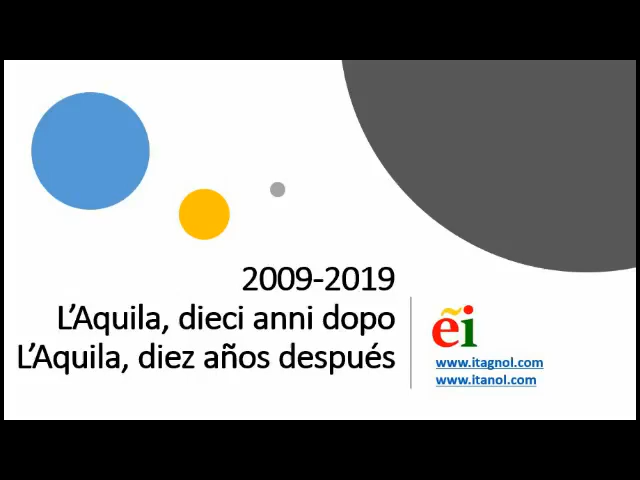 2009-2019
L’Aquila, dieci anni dopo
L’Aquila, diez años después
ẽi
www.itagnol.com
www.itanol.com